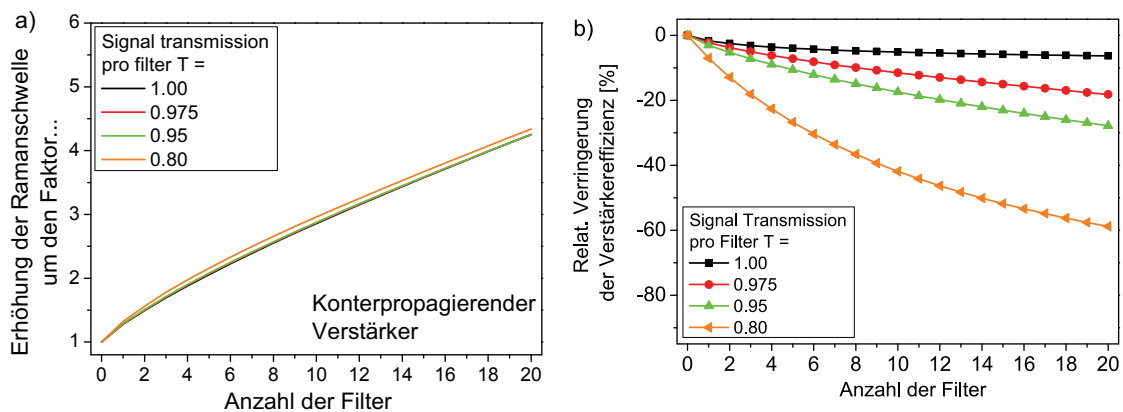 a)
Erhöhung der Ramanschwelle
um den Faktor...
6
5
4
3
2
1
Signal transmission
pro filter T =
1.00
0.975
0.95
0.80
Konterpropagierender
Verstärker
0 2 4 6 8 10 12 14 16 18 20
Anzahl der Filter
b)
Relat. Verringerung
der Verstärkereffizienz [%]
0
-20
-40
-60
-80
Signal Transmission
pro Filter T =
1.00
0.975
0.95
0.80
0 2 4 6 8 10 12 14 16 18 20
Anzahl der Filter